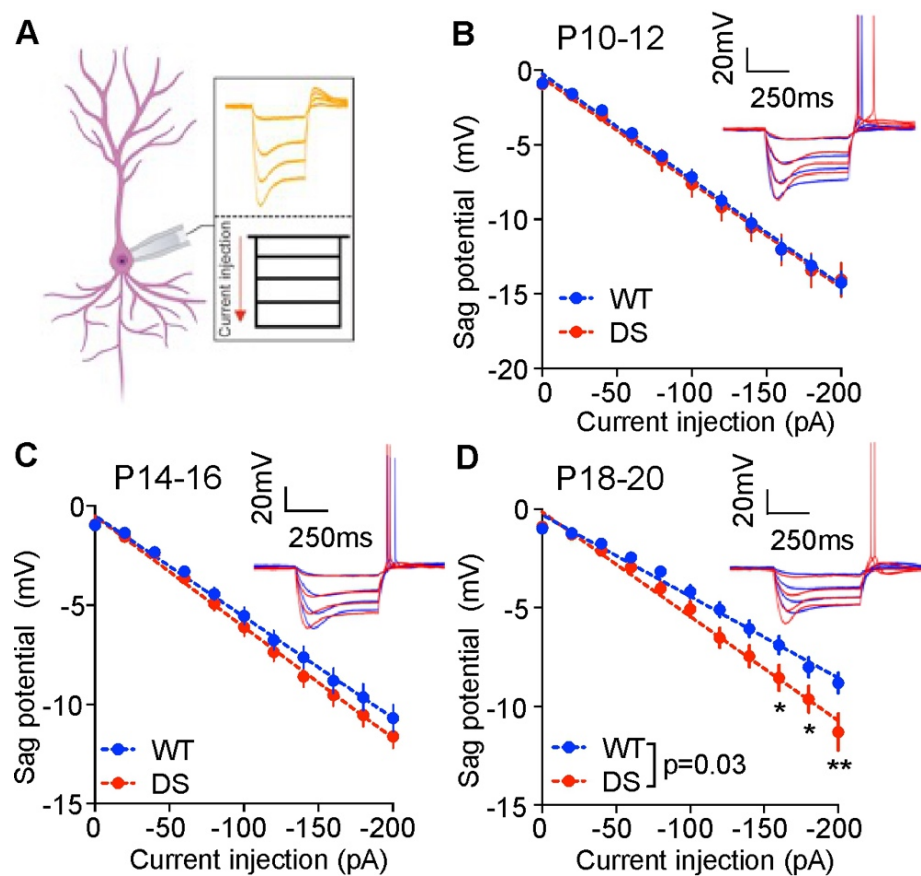 A
Current injection
B
P10-12
20mV
250ms
Sag potential (mV)
0
-5
-10
-15
-20
WT
DS
0
-50
-100
-150
-200
Current injection (pA)
C
P14-16
20mV
250ms
Sag potential (mV)
0
-5
-10
-15
WT
DS
0
-50
-100
-150
-200
Current injection (pA)
D
P18-20
20mV
250ms
Sag potential (mV)
0
-5
-10
-15
*
*
**
WT
DS
p=0.03
0
-50
-100
-150
-200
Current injection (pA)